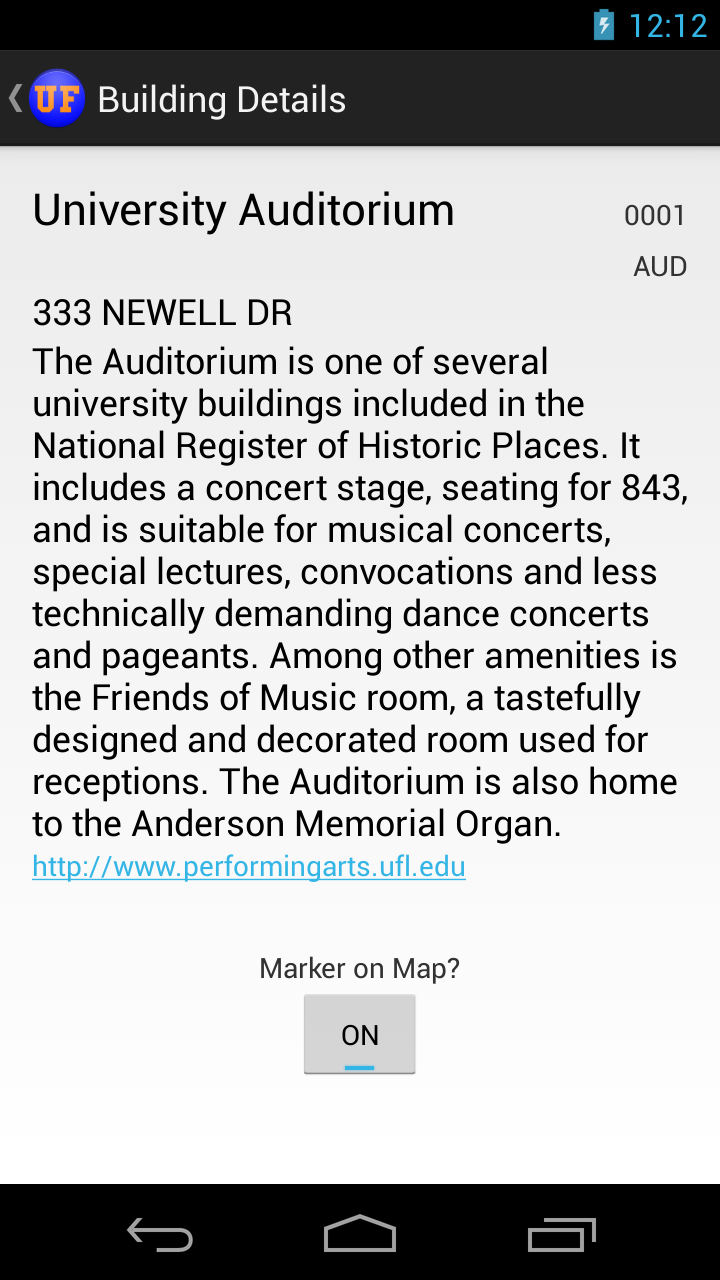 12:12
UF Building Details
University Auditorium 0001
AUD
333 NEWELL DR
The Auditorium is one of several
university buildings included in the
National Register of Historic Places. It
includes a concert stage, seating for 843,
and is suitable for musical concerts,
special lectures, convocations and less
technically demanding dance concerts
and pageants. Among other amenities is
the Friends of Music room, a tastefully
designed and decorated room used for
receptions. The Auditorium is also home
to the Anderson Memorial Organ.
http://www.performingarts.ufl.edu
Marker on Map?
ON